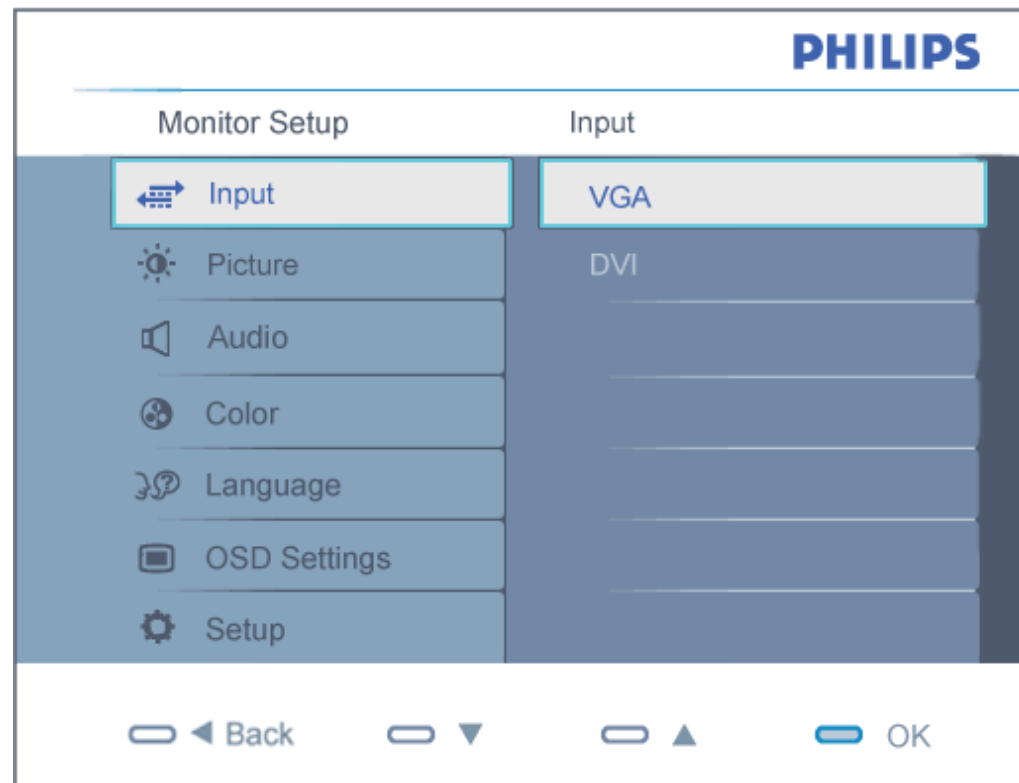 PHILIPS
Monitor Setup
Input
Input
VGA
Picture
DVI
Audio
Color
Language
OSD Settings
Setup
Back
OK